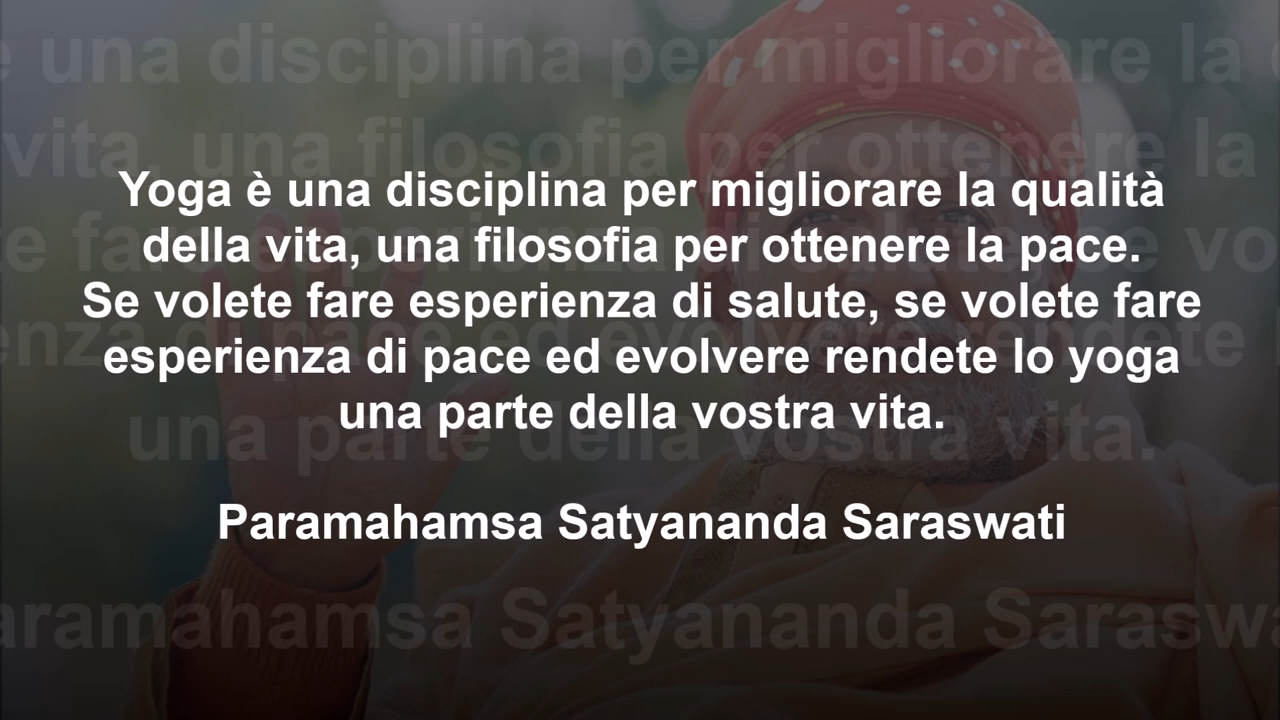 Yoga è una disciplina per migliorare la qualità
della vita, una filosofia per ottenere la pace.
Se volete fare esperienza di salute, se volete fare
esperienza di pace ed evolvere rendete lo yoga
una parte della vostra vita.
Paramahamsa Satyananda Saraswati